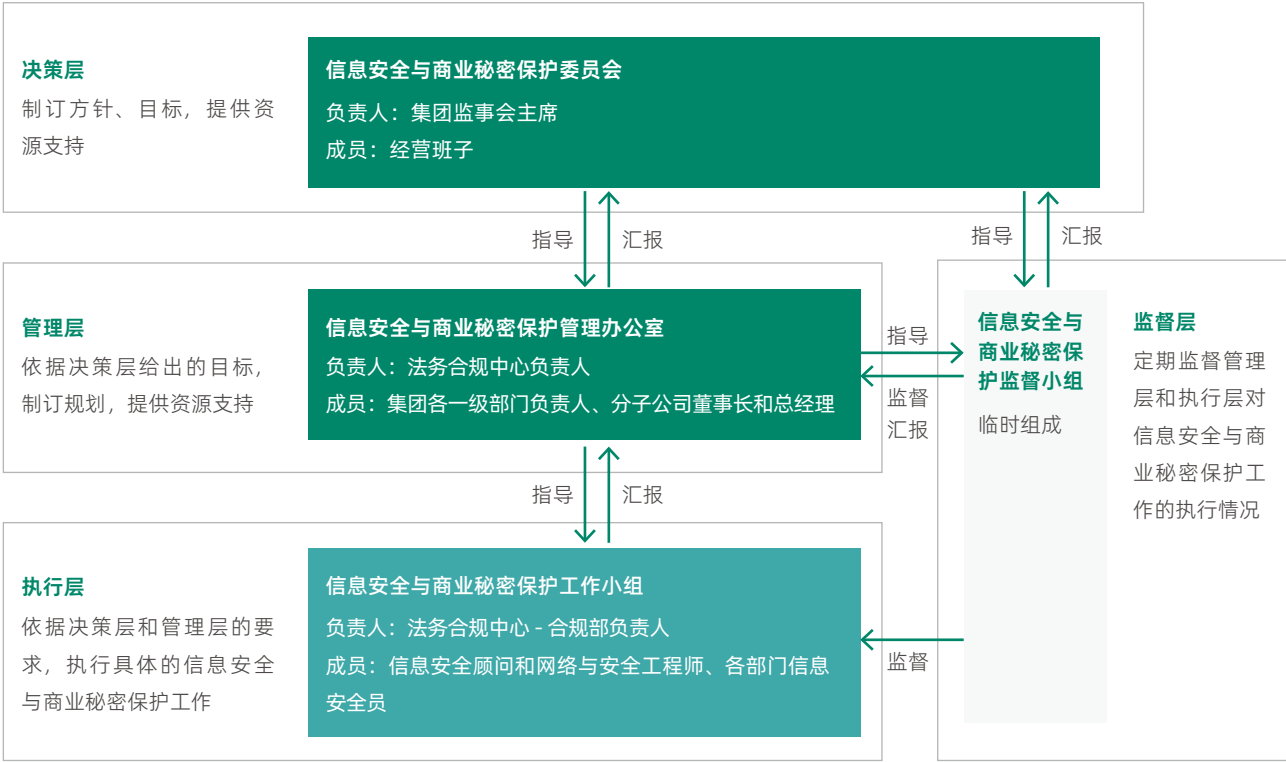 决策层
制订方针、目标，提供资
源支持
信息安全与商业秘密保护委员会
负责人：集团监事会主席
成员：经营班子
指导
汇报
指导
汇报
管理层
依据决策层给出的目标，
制订规划，提供资源支持
信息安全与商业秘密保护管理办公室
负责人：法务合规中心负责人
成员：集团各一级部门负责人、分子公司董事长和总经理
指导
监督
汇报
信息安全与
商业秘密保
护监督小组
临时组成
监督层
定期监督管理
层和执行层对
信息安全与商
业秘密保护工
作的执行情况
指导
汇报
执行层
依据决策层和管理层的要
求，执行具体的信息安全
与商业秘密保护工作
信息安全与商业秘密保护工作小组
负责人：法务合规中心 - 合规部负责人
成员：信息安全顾问和网络与安全工程师、各部门信息
安全员
监督